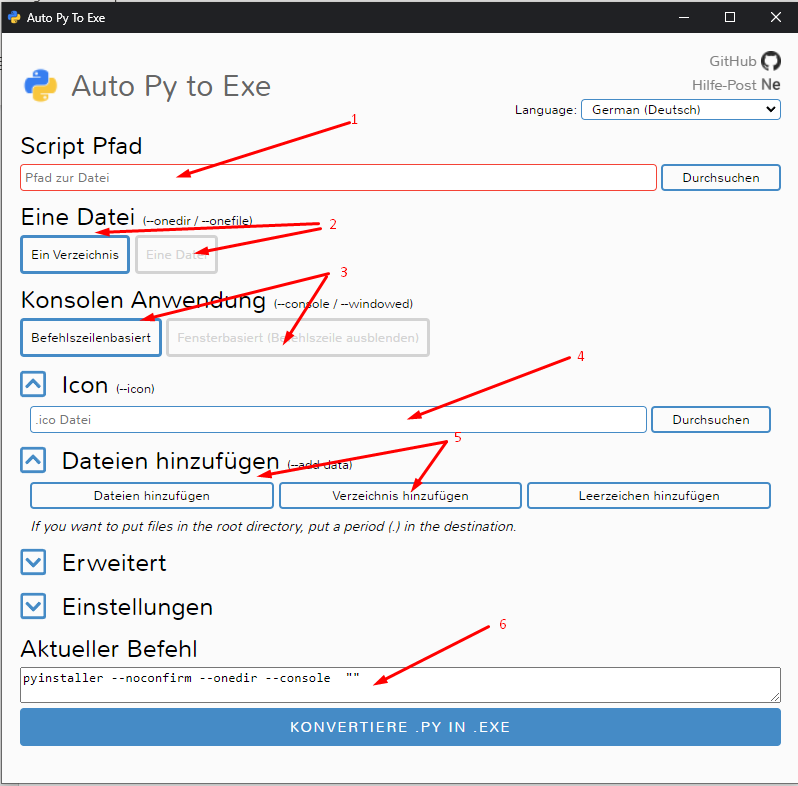 Auto Py To Exe
GitHub
Auto Py to Exe
Hilfe-Post Ne
Language: German (Deutsch)
1
Script Pfad
Pfad zur Datei
Durchsuchen
Eine Datei (--onedir / --onefile)
2
Ein Verzeichnis Eine Datei
3
Konsolen Anwendung (--console / --windowed)
Befehlszeilenbasiert Fensterbasiert (Befehlszeile ausblenden)
4
Icon (--icon)
.ico Datei
Durchsuchen
5
Dateien hinzufügen (--add-data)
Dateien hinzufügen Verzeichnis hinzufügen Leerzeichen hinzufügen
If you want to put files in the root directory, put a period (.) in the destination.
Erweitert
Einstellungen
6
Aktueller Befehl
pyinstaller --noconfirm --onedir --console  ""
KONVERTIERE .PY IN .EXE